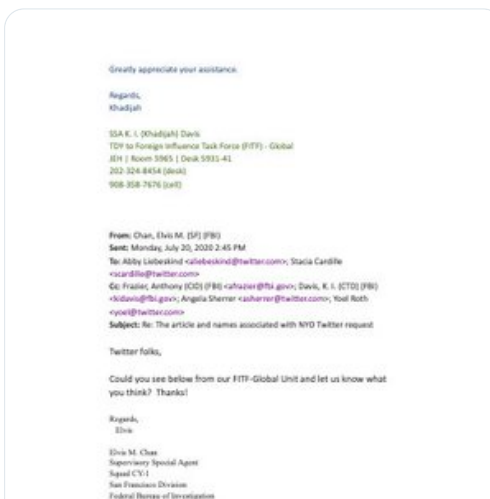 Greatly appreciate your assistance.
Regards,
Khadijah
SSA K. I. (Khadijah) Davis
TDY to Foreign Influence Task Force (FITF) - Global
JEH | Room 5965 | Desk 5931-41
202-324-8454 (desk)
908-358-7676 (cell)
From: Chan, Elvis M. (SF) (FBI)
Sent: Monday, July 20, 2020 2:45 PM
To: Abby Liebeskind <aliebeskind@twitter.com>; Stacia Cardille
<scardille@twitter.com>
Cc: Frazier, Anthony (CID) (FBI) <afrazier@fbi.gov>; Davis, K. I. (CTD) (FBI)
<kidavis@fbi.gov>; Angela Sherrer <asherrer@twitter.com>; Yoel Roth
<yoel@twitter.com>
Subject: Re: The article and names associated with NYO Twitter request
Twitter folks,
Could you see below from our FITF-Global Unit and let us know what
you think? Thanks!
Regards,
Elvis
Elvis M. Chan
Supervisory Special Agent
Squad CY-1
San Francisco Division
Federal Bureau of Investigation